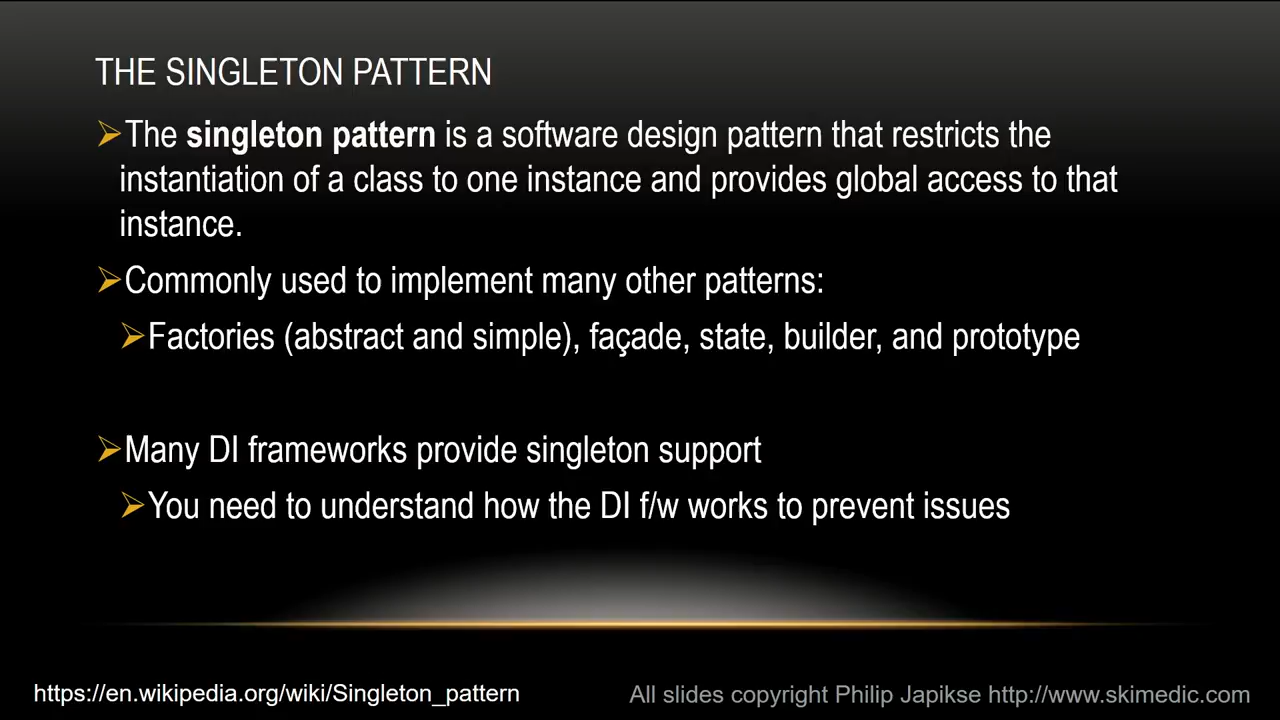 THE SINGLETON PATTERN
The singleton pattern is a software design pattern that restricts the
instantiation of a class to one instance and provides global access to that
instance.
Commonly used to implement many other patterns:
Factories (abstract and simple), façade, state, builder, and prototype
Many DI frameworks provide singleton support
You need to understand how the DI f/w works to prevent issues
https://en.wikipedia.org/wiki/Singleton_pattern
All slides copyright Philip Japikse http://www.skimedic.com